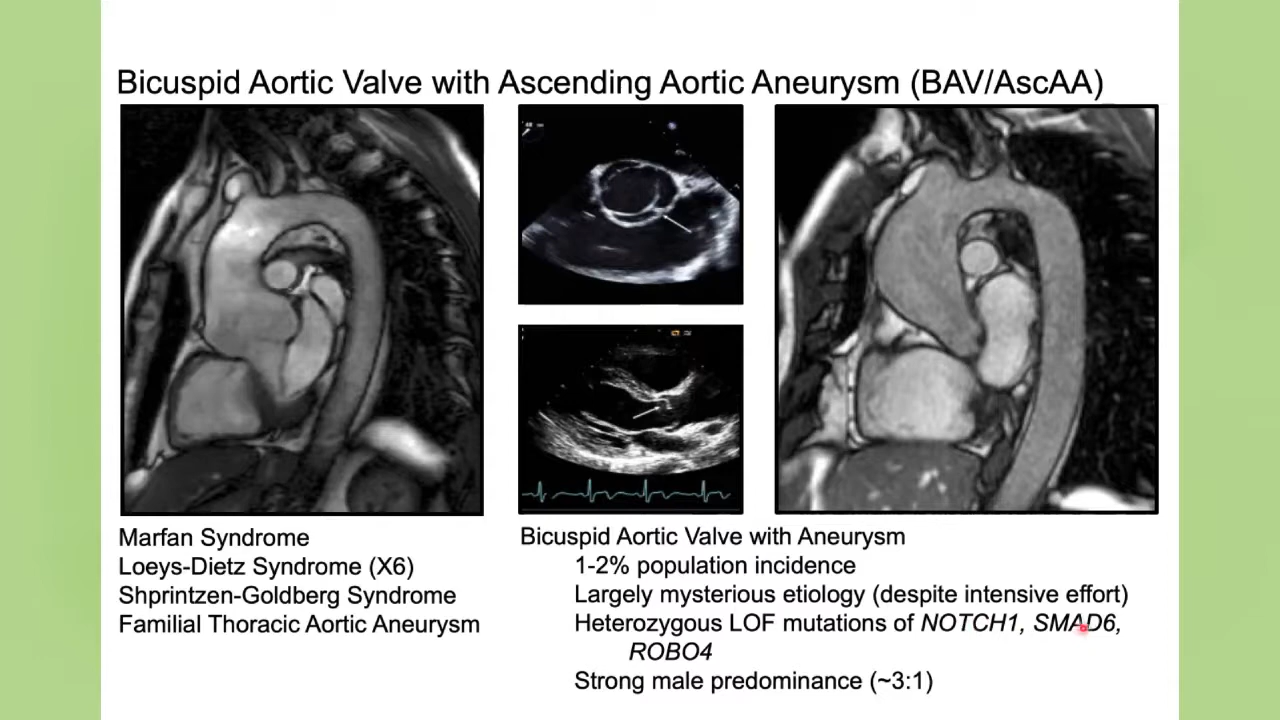 Bicuspid Aortic Valve with Ascending Aortic Aneurysm (BAV/AscAA)
Marfan Syndrome
Loeys-Dietz Syndrome (X6)
Shprintzen-Goldberg Syndrome
Familial Thoracic Aortic Aneurysm
Bicuspid Aortic Valve with Aneurysm
1-2% population incidence
Largely mysterious etiology (despite intensive effort)
Heterozygous LOF mutations of NOTCH1, SMAD6,
ROBO4
Strong male predominance (~3:1)